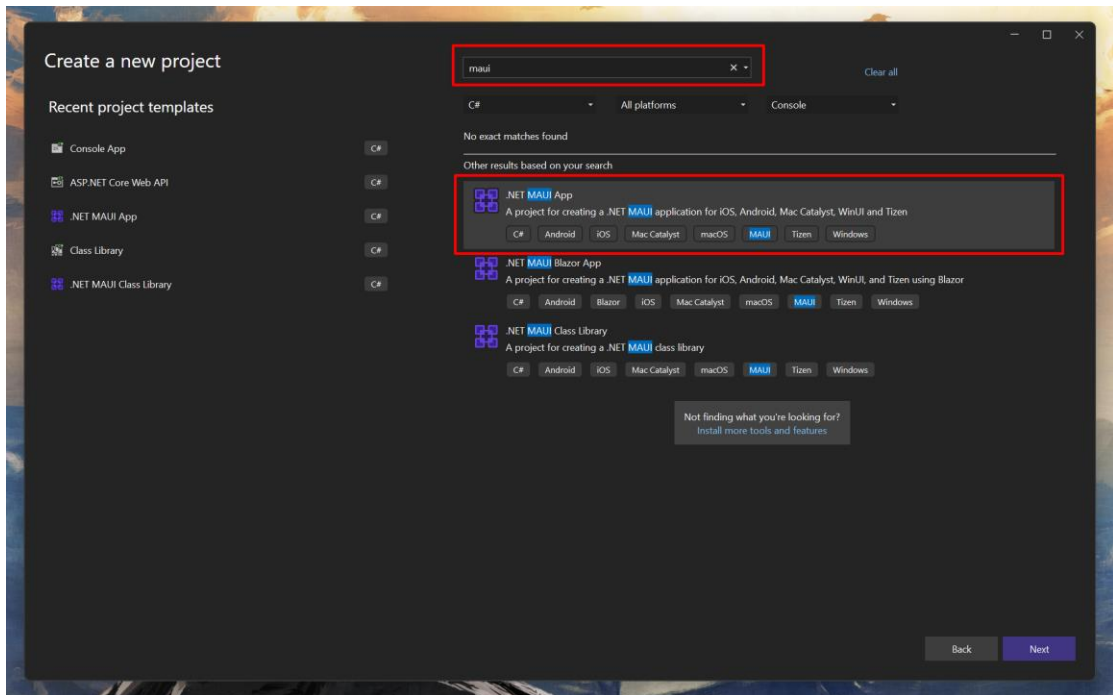 Create a new project
Recent project templates
Console App C#
ASP.NET Core Web API C#
.NET MAUI App C#
Class Library C#
.NET MAUI Class Library C#
maui
Clear all
C# All platforms Console
No exact matches found
Other results based on your search
.NET MAUI App
A project for creating a .NET MAUI application for iOS, Android, Mac Catalyst, WinUI and Tizen
C# Android iOS Mac Catalyst macOS MAUI Tizen Windows
.NET MAUI Blazor App
A project for creating a .NET MAUI application for iOS, Android, Mac Catalyst, WinUI, and Tizen using Blazor
C# Android Blazor iOS Mac Catalyst macOS MAUI Tizen Windows
.NET MAUI Class Library
A project for creating a .NET MAUI class library
C# Android iOS Mac Catalyst macOS MAUI Tizen Windows
Not finding what you're looking for?
Install more tools and features
Back Next